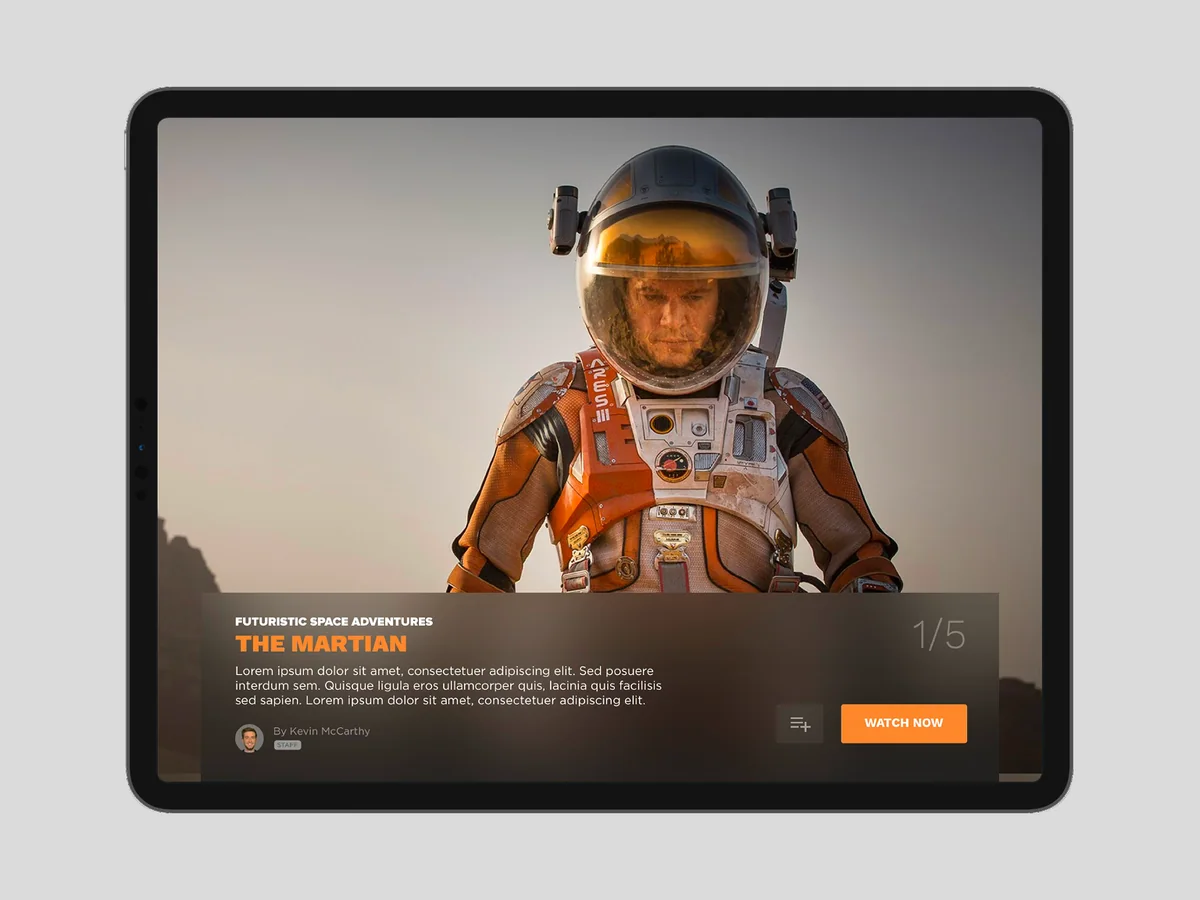 ARES III
FUTURISTIC SPACE ADVENTURES
THE MARTIAN
1/5
Lorem ipsum dolor sit amet, consectetuer adipiscing elit. Sed posuere
interdum sem. Quisque ligula eros ullamcorper quis, lacinia quis facilisis
sed sapien. Lorem ipsum dolor sit amet, consectetuer adipiscing elit.
By Kevin McCarthy
STAFF
WATCH NOW